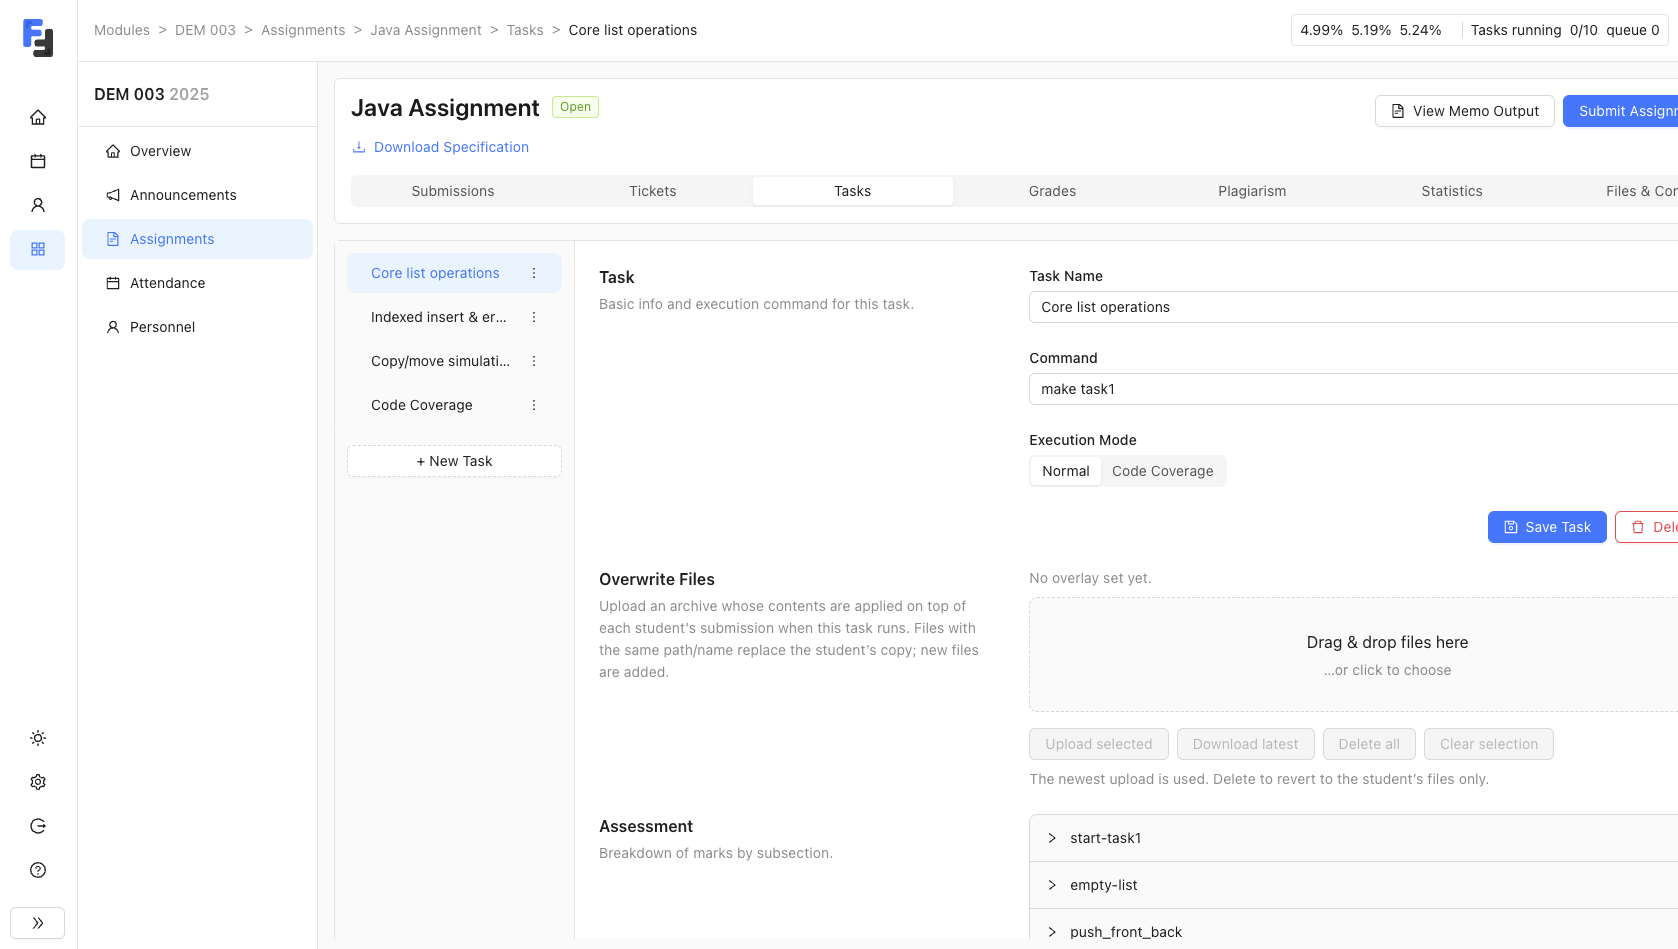 Modules > DEM 003 > Assignments > Java Assignment > Tasks > Core list operations
4.99% 5.19% 5.24% Tasks running 0/10 queue 0
DEM 003 2025
Overview
Announcements
Assignments
Attendance
Personnel
Java Assignment Open
View Memo Output
Submit Assignm
Download Specification
Submissions Tickets Tasks Grades Plagiarism Statistics Files & Con
Core list operations
Indexed insert & er...
Copy/move simulati...
Code Coverage
+ New Task
Task
Basic info and execution command for this task.
Task Name
Core list operations
Command
make task1
Execution Mode
Normal Code Coverage
Save Task
Dele
Overwrite Files
Upload an archive whose contents are applied on top of
each student's submission when this task runs. Files with
the same path/name replace the student's copy; new files
are added.
No overlay set yet.
Drag & drop files here
...or click to choose
Upload selected Download latest Delete all Clear selection
The newest upload is used. Delete to revert to the student's files only.
Assessment
Breakdown of marks by subsection.
start-task1
empty-list
push_front_back